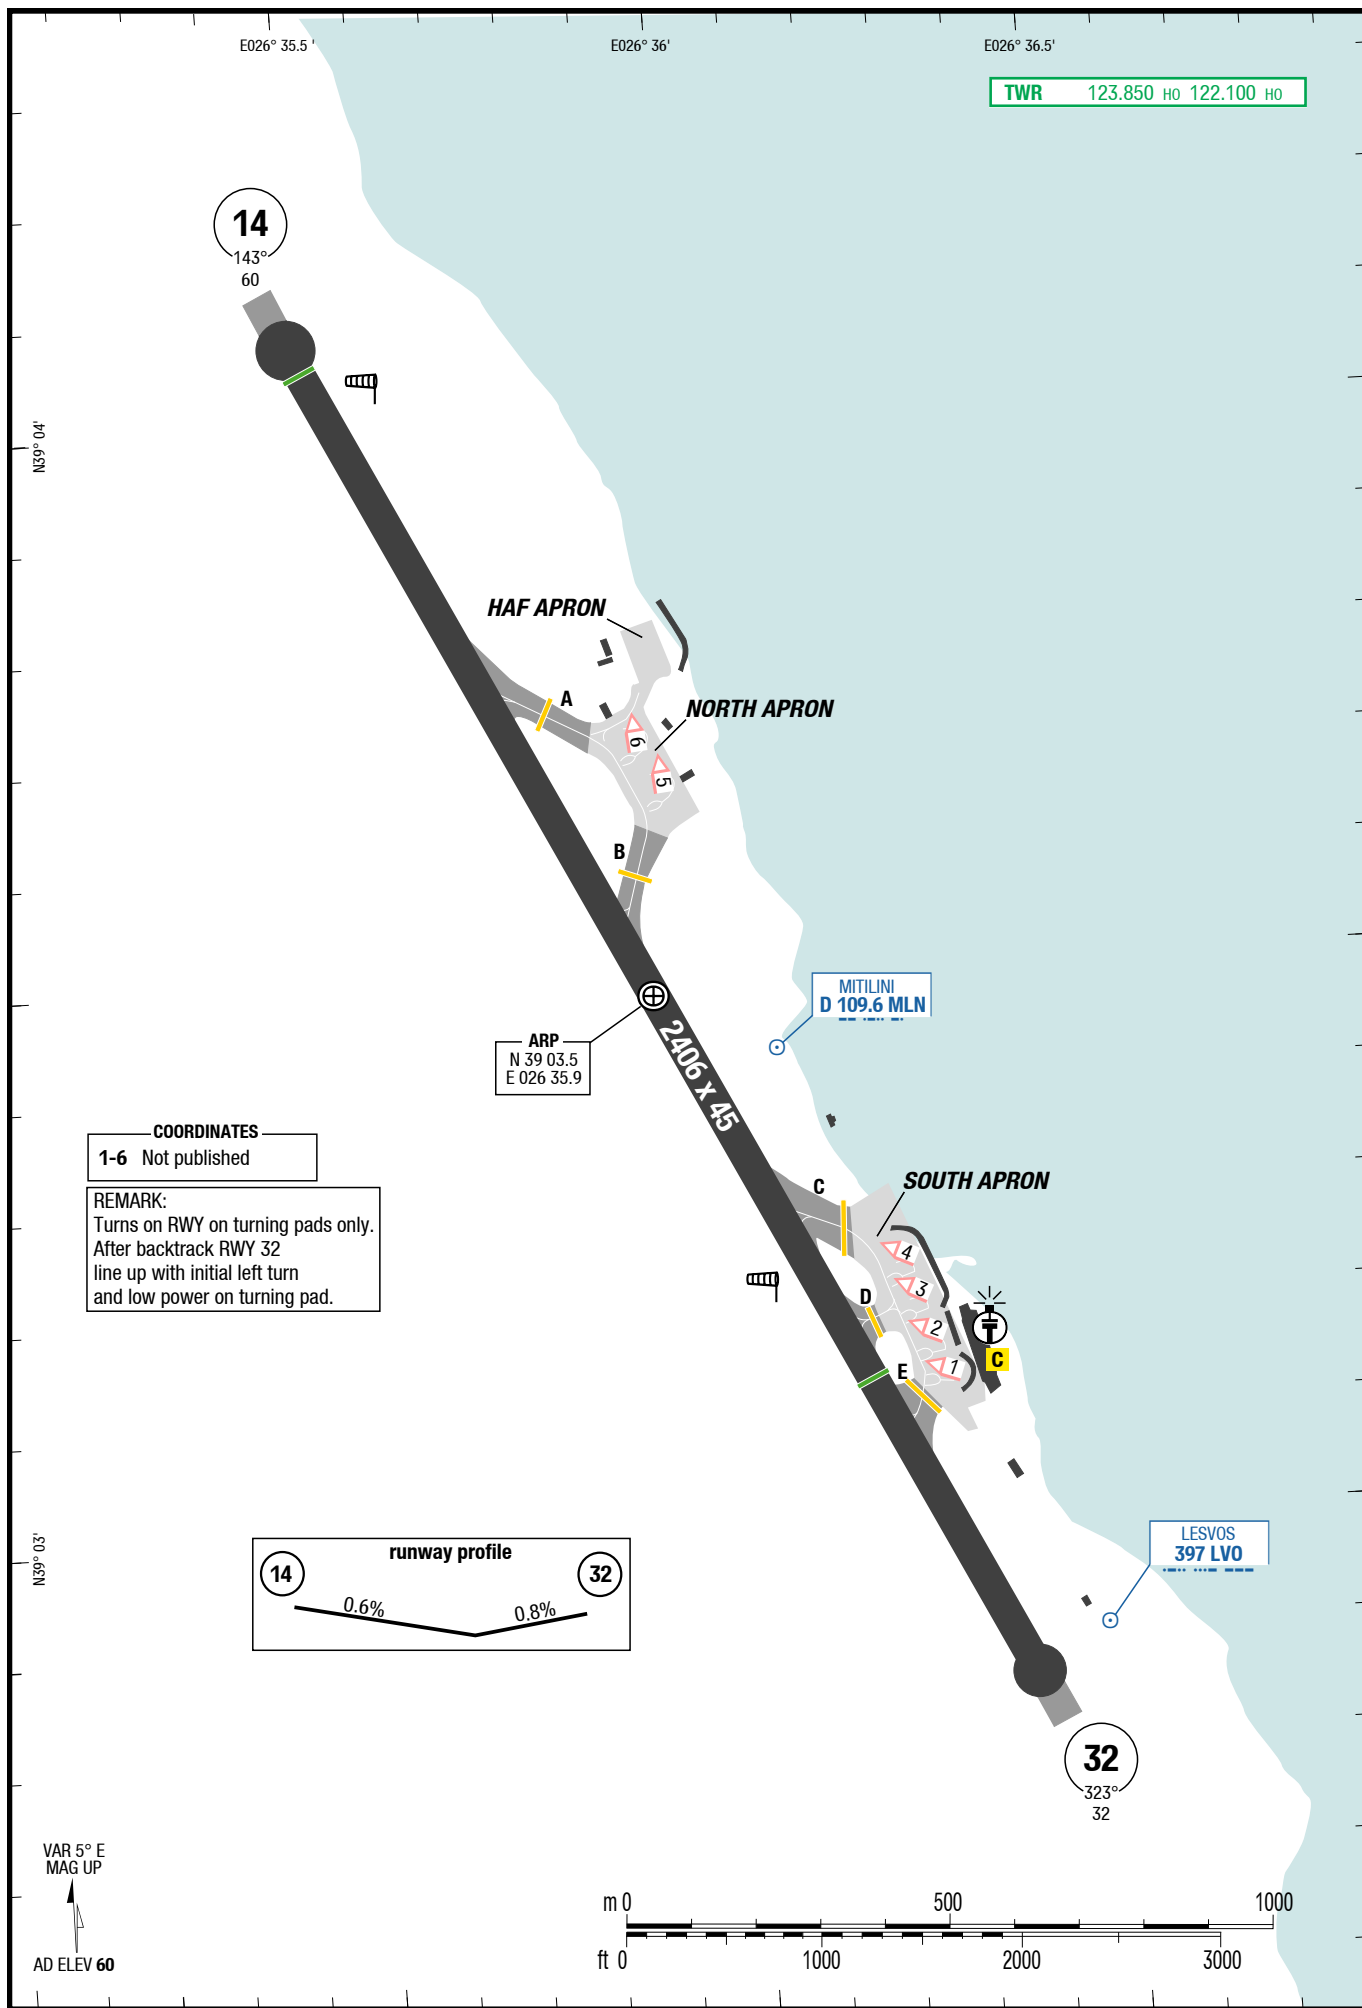 E026° 35.5 '
E026° 36'
E026° 36.5'
TWR 123.850 HO 122.100 HO
14
143°
60
N39° 04'
HAF APRON
A
NORTH APRON
6
5
B
MITILINI
D 109.6 MLN
ARP
N 39 03.5
E 026 35.9
2406 x 45
COORDINATES
1-6 Not published
REMARK:
Turns on RWY on turning pads only.
After backtrack RWY 32
line up with initial left turn
and low power on turning pad.
C
SOUTH APRON
4
3
D
2
1
C
E
N39° 03'
runway profile
14
32
0.6%
0.8%
LESVOS
397 LVO
32
323°
32
VAR 5° E
MAG UP
AD ELEV 60
m 0 500 1000
ft 0 1000 2000 3000